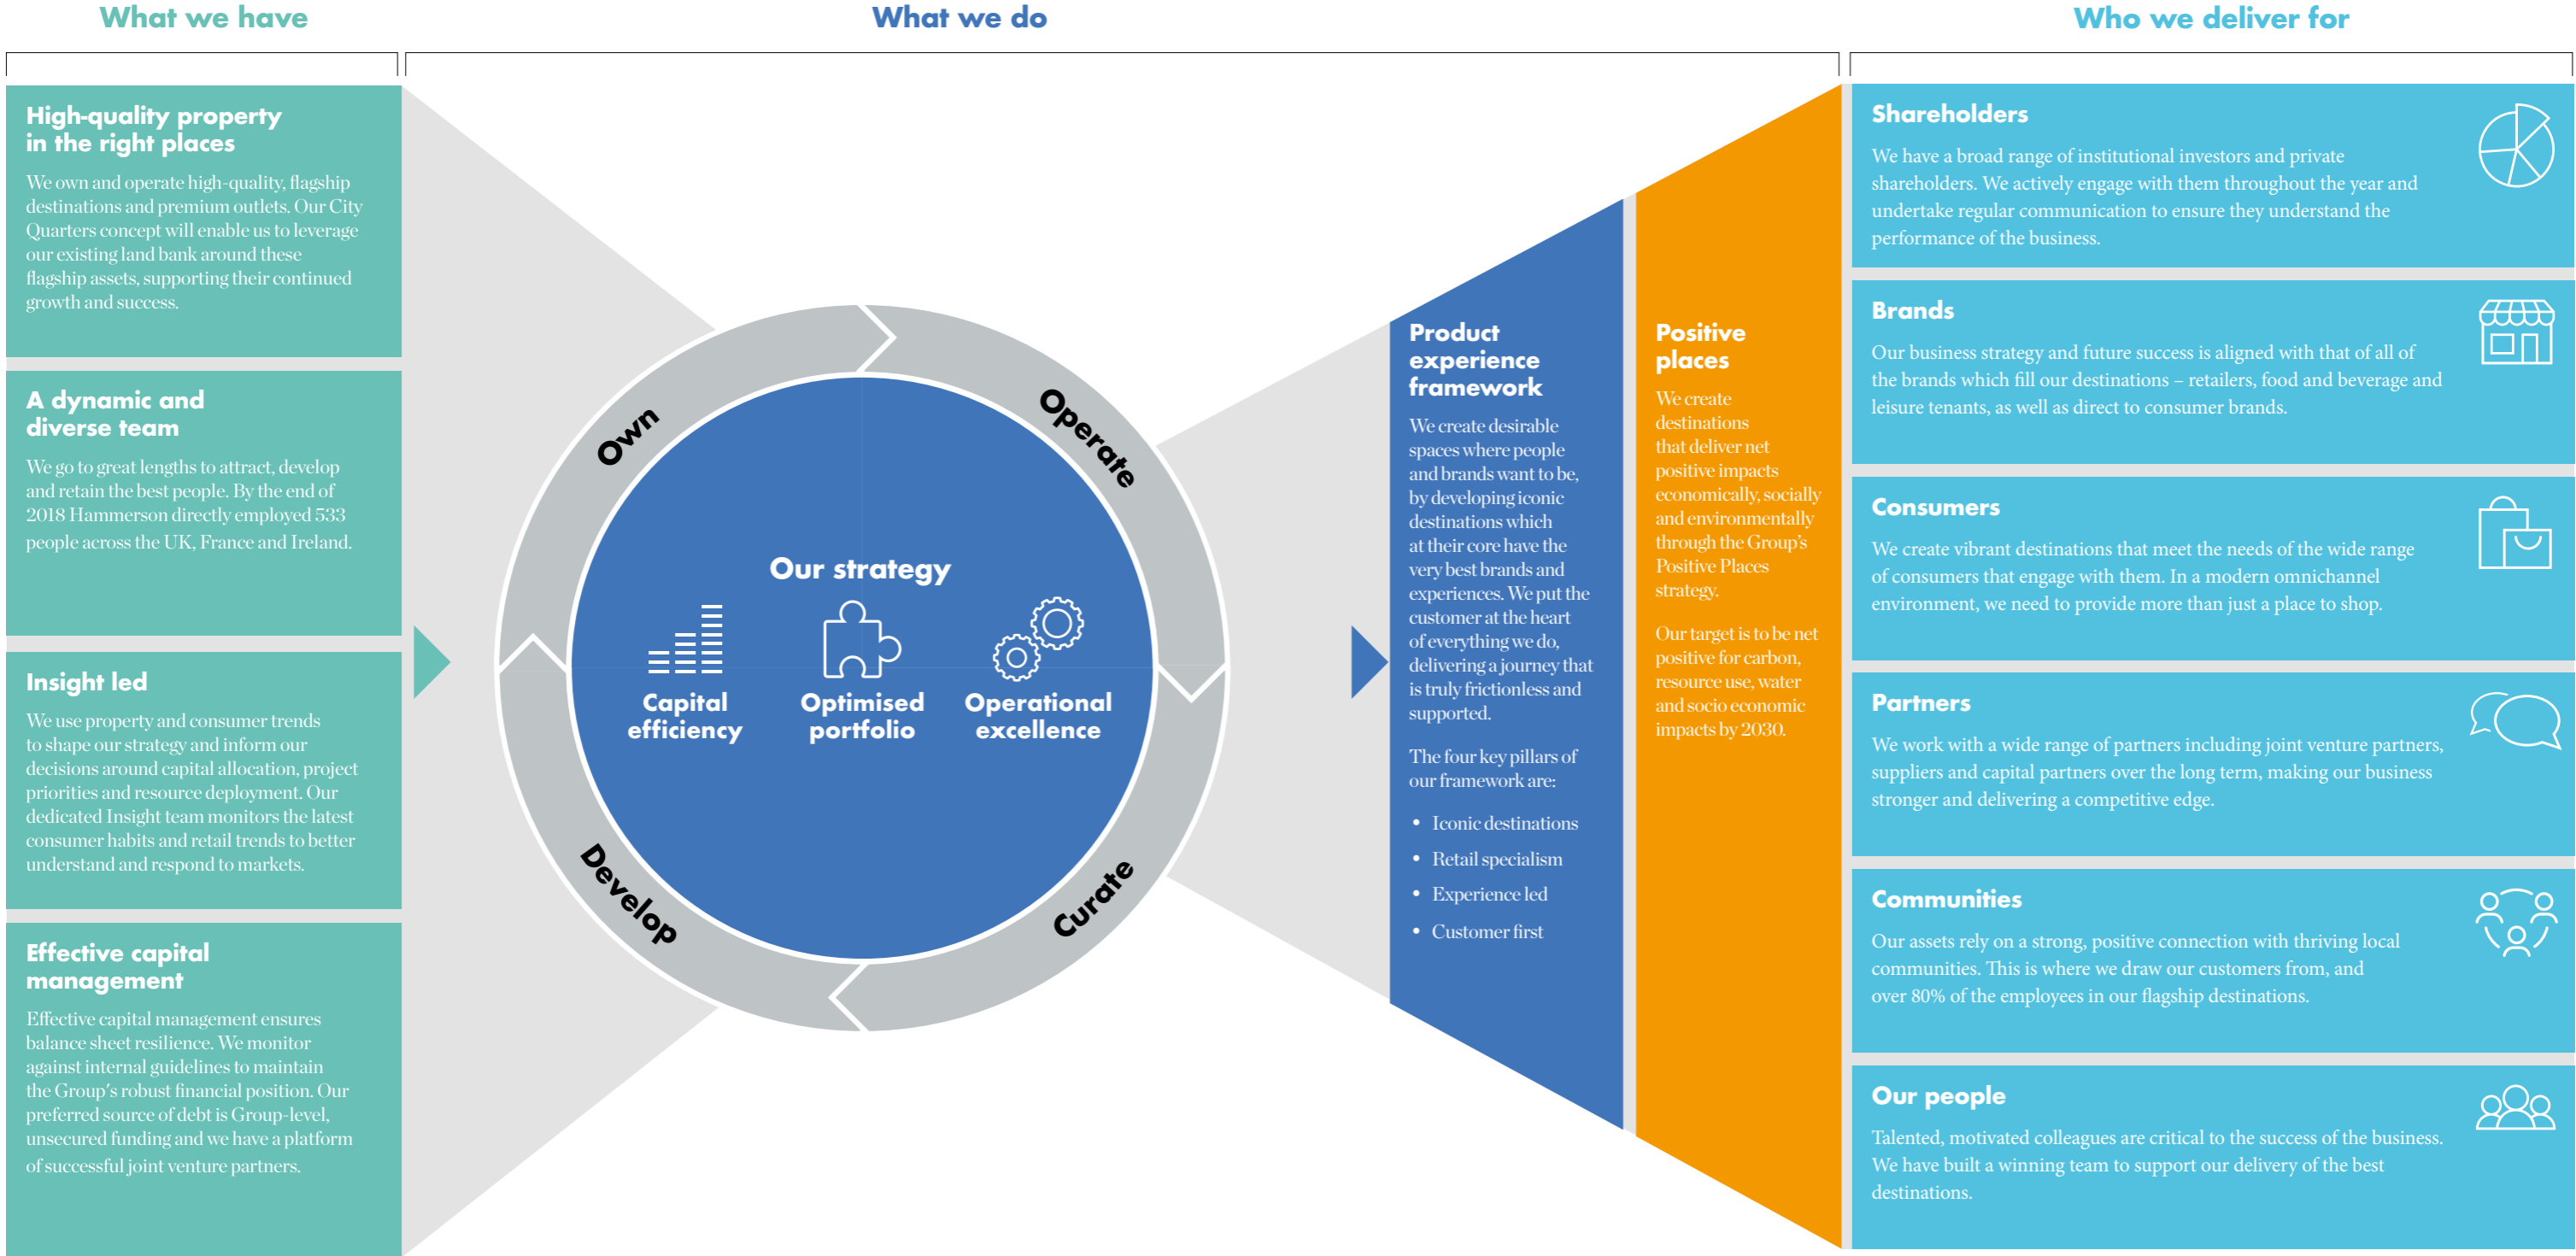 What we have
What we do
Who we deliver for
High-quality property
in the right places
We own and operate high-quality, flagship
destinations and premium outlets. Our City
Quarters concept will enable us to leverage
our existing land bank around these
flagship assets, supporting their continued
growth and success.
A dynamic and
diverse team
We go to great lengths to attract, develop
and retain the best people. By the end of
2018 Hammerson directly employed 533
people across the UK, France and Ireland.
Insight led
We use property and consumer trends
to shape our strategy and inform our
decisions around capital allocation, project
priorities and resource deployment. Our
dedicated Insight team monitors the latest
consumer habits and retail trends to better
understand and respond to markets.
Effective capital
management
Effective capital management ensures
balance sheet resilience. We monitor
against internal guidelines to maintain
the Group's robust financial position. Our
preferred source of debt is Group-level,
unsecured funding and we have a platform
of successful joint venture partners.
Own
Operate
Curate
Develop
Our strategy
Capital
efficiency
Optimised
portfolio
Operational
excellence
Product
experience
framework
We create desirable
spaces where people
and brands want to be,
by developing iconic
destinations which
at their core have the
very best brands and
experiences. We put the
customer at the heart
of everything we do,
delivering a journey that
is truly frictionless and
supported.
The four key pillars of
our framework are:
• Iconic destinations
• Retail specialism
• Experience led
• Customer first
Positive
places
We create
destinations
that deliver net
positive impacts
economically, socially
and environmentally
through the Group's
Positive Places
strategy.
Our target is to be net
positive for carbon,
resource use, water
and socio economic
impacts by 2030.
Shareholders
We have a broad range of institutional investors and private
shareholders. We actively engage with them throughout the year and
undertake regular communication to ensure they understand the
performance of the business.
Brands
Our business strategy and future success is aligned with that of all of
the brands which fill our destinations – retailers, food and beverage and
leisure tenants, as well as direct to consumer brands.
Consumers
We create vibrant destinations that meet the needs of the wide range
of consumers that engage with them. In a modern omnichannel
environment, we need to provide more than just a place to shop.
Partners
We work with a wide range of partners including joint venture partners,
suppliers and capital partners over the long term, making our business
stronger and delivering a competitive edge.
Communities
Our assets rely on a strong, positive connection with thriving local
communities. This is where we draw our customers from, and
over 80% of the employees in our flagship destinations.
Our people
Talented, motivated colleagues are critical to the success of the business.
We have built a winning team to support our delivery of the best
destinations.